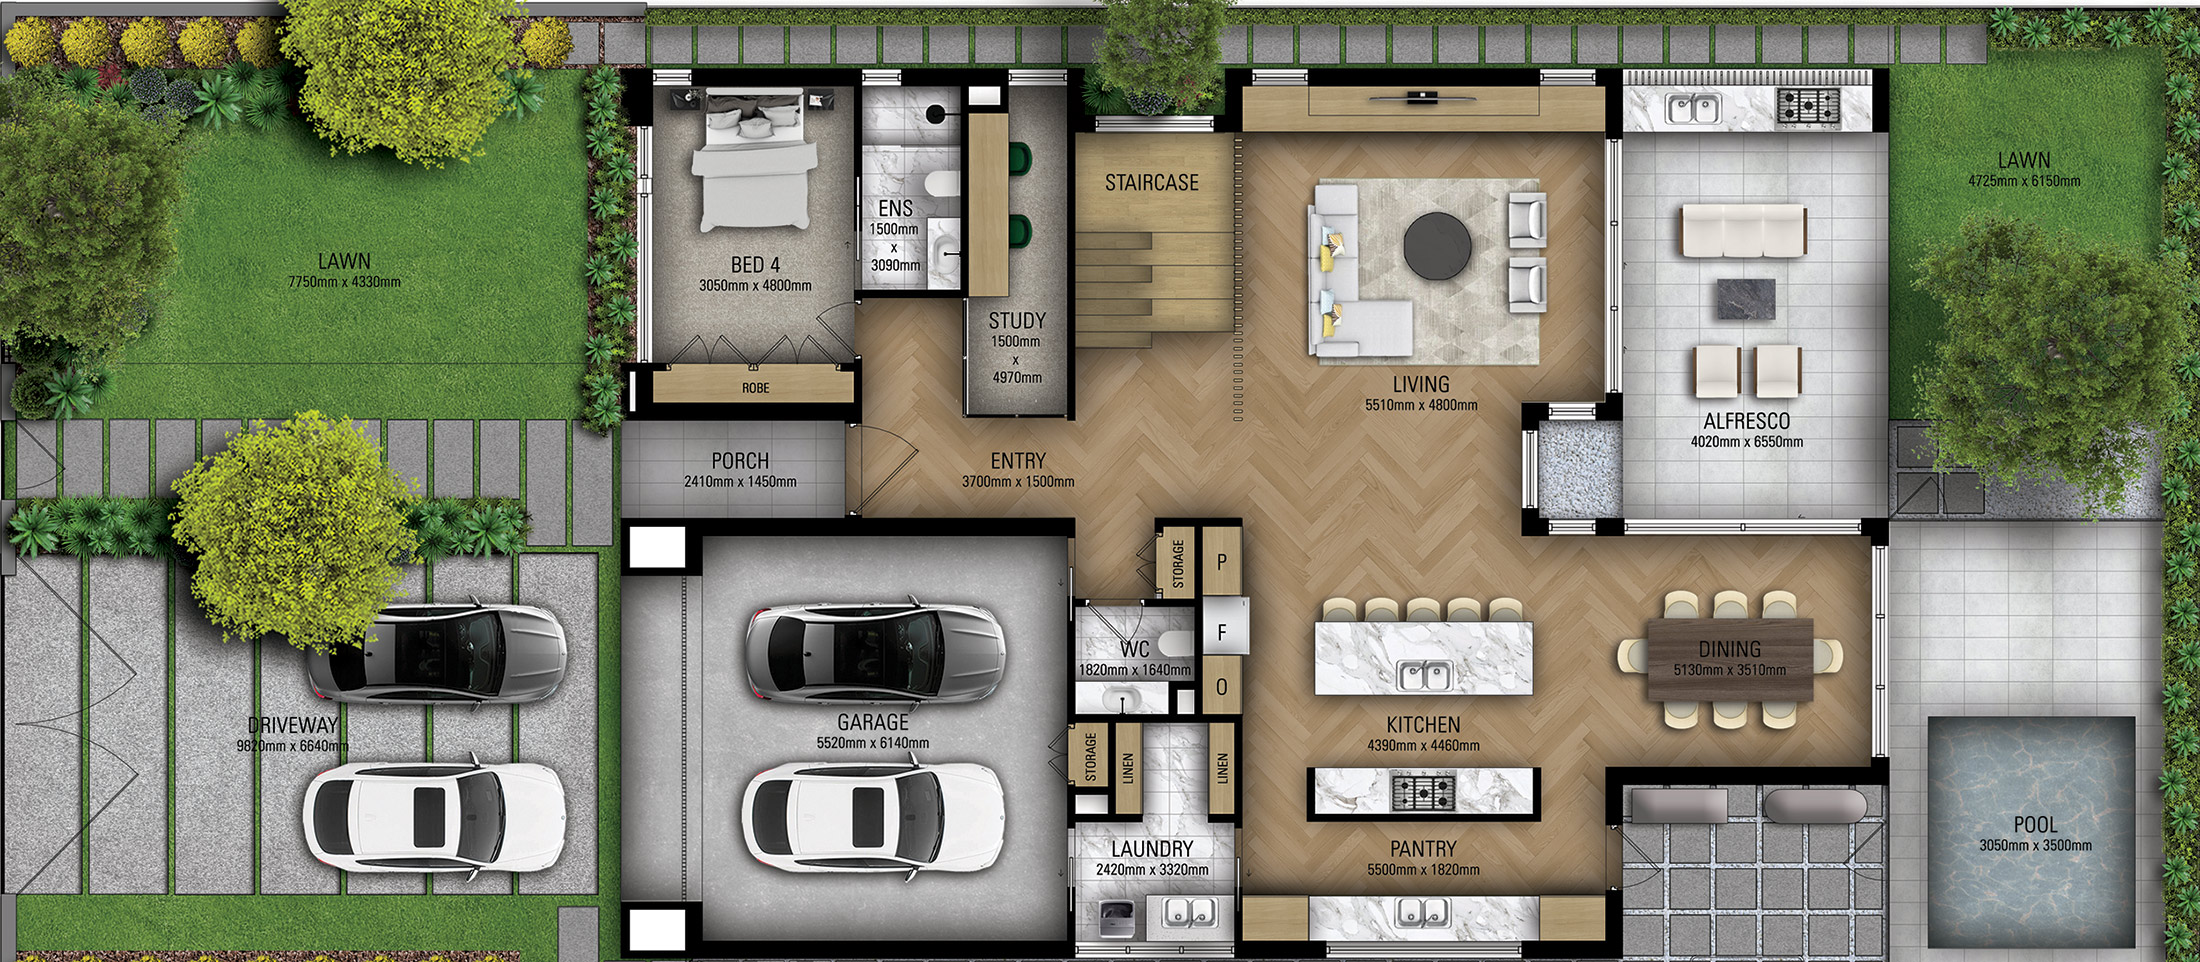 LAWN
7750mm x 4330mm
BED 4
3050mm x 4800mm
ROBE
ENS
1500mm
x
3090mm
STUDY
1500mm
x
4970mm
STAIRCASE
LIVING
5510mm x 4800mm
ALFRESCO
4020mm x 6550mm
LAWN
4725mm x 6150mm
PORCH
2410mm x 1450mm
ENTRY
3700mm x 1500mm
STORAGE
P
F
O
WC
1820mm x 1640mm
DRIVEWAY
9820mm x 6640mm
GARAGE
5520mm x 6140mm
STORAGE
LINEN
LINEN
LAUNDRY
2420mm x 3320mm
KITCHEN
4390mm x 4460mm
DINING
5130mm x 3510mm
PANTRY
5500mm x 1820mm
POOL
3050mm x 3500mm